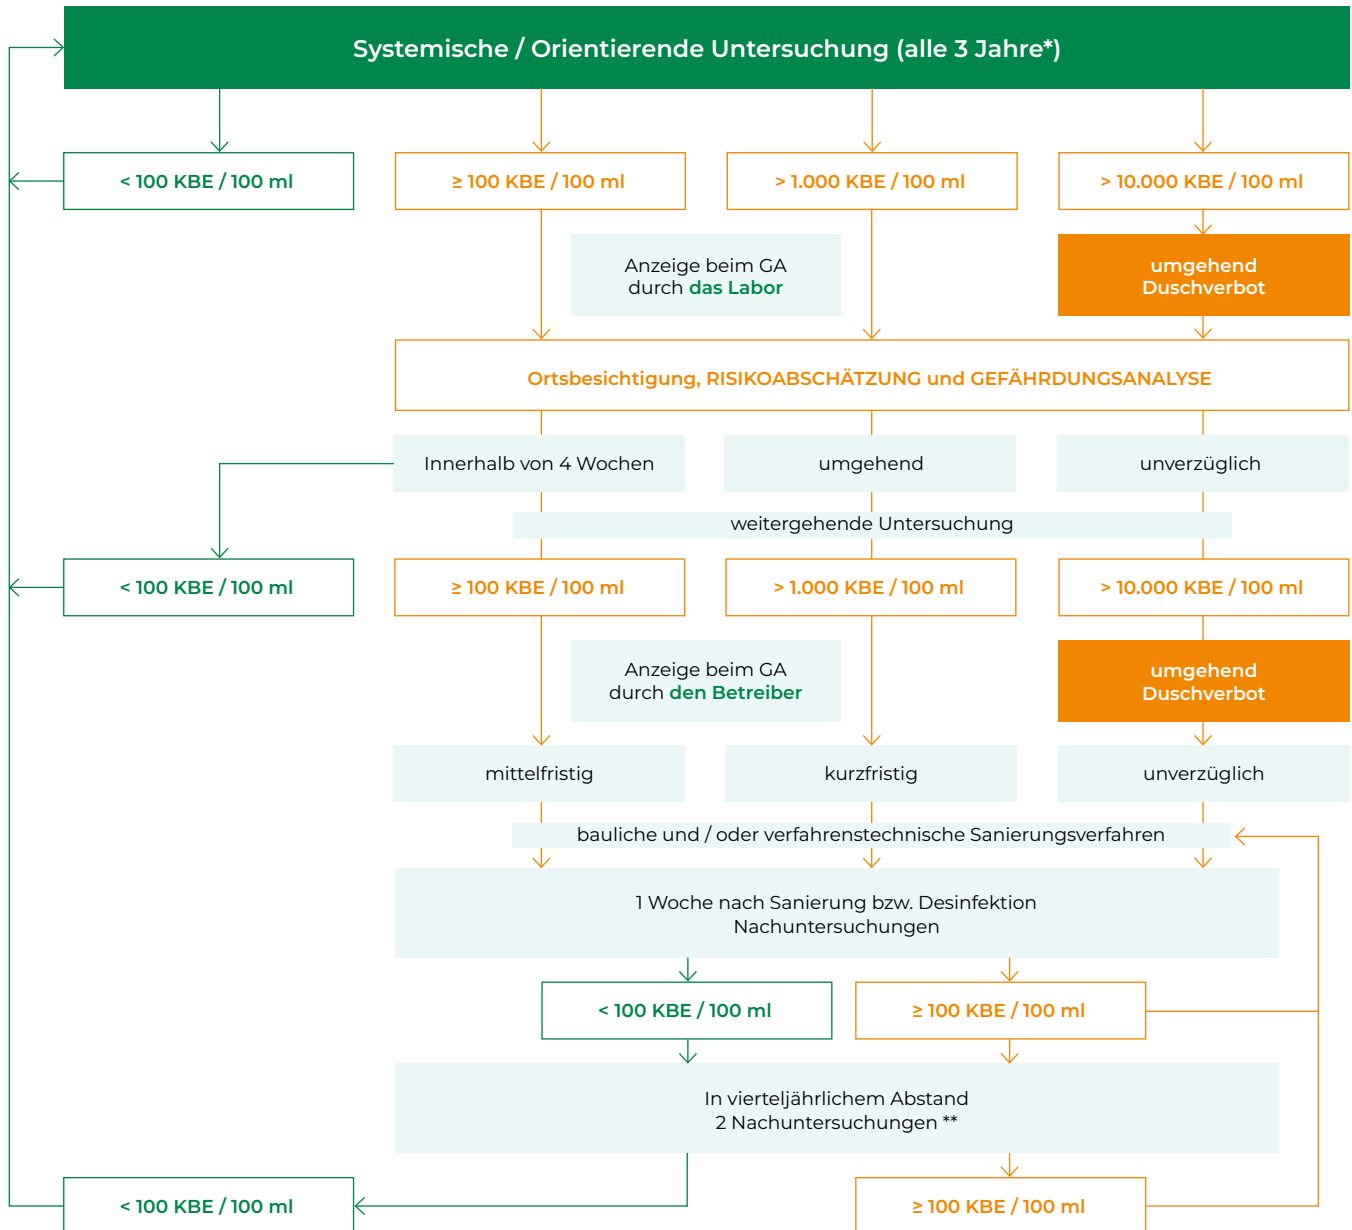 Systemische / Orientierende Untersuchung (alle 3 Jahre*)
< 100 KBE / 100 ml
≥ 100 KBE / 100 ml
> 1.000 KBE / 100 ml
> 10.000 KBE / 100 ml
Anzeige beim GA
durch das Labor
umgehend
Duschverbot
Ortsbesichtigung, RISIKOABSCHÄTZUNG und GEFÄHRDUNGSANALYSE
Innerhalb von 4 Wochen
umgehend
unverzüglich
weitergehende Untersuchung
< 100 KBE / 100 ml
≥ 100 KBE / 100 ml
> 1.000 KBE / 100 ml
> 10.000 KBE / 100 ml
Anzeige beim GA
durch den Betreiber
umgehend
Duschverbot
mittelfristig
kurzfristig
unverzüglich
bauliche und / oder verfahrenstechnische Sanierungsverfahren
1 Woche nach Sanierung bzw. Desinfektion
Nachuntersuchungen
< 100 KBE / 100 ml
≥ 100 KBE / 100 ml
In vierteljährlichem Abstand
2 Nachuntersuchungen **
< 100 KBE / 100 ml
≥ 100 KBE / 100 ml